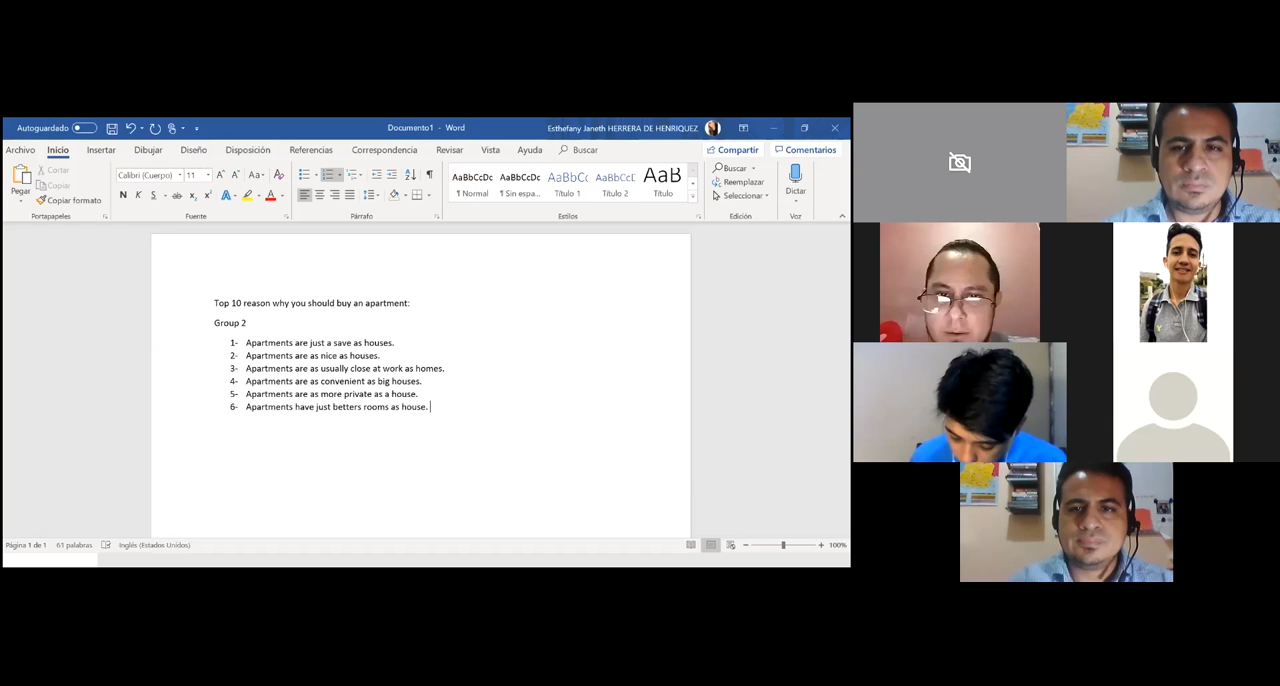 Autoguardado
Documento1 - Word
Esthefany Janeth HERRERA DE HENRIQUEZ
Archivo Inicio Insertar Dibujar Diseño Disposición Referencias Correspondencia Revisar Vista Ayuda Buscar Compartir Comentarios
Pegar
Cortar
Copiar
Copiar formato
Portapapeles
Calibri (Cuerpo) 11
N K S
Fuente
Párrafo
AaBbCcDc AaBbCcDc AaBbCc AaBbCcD AaB
¶ Normal ¶ Sin espa... Título 1 Título 2 Título
Estilos
Buscar
Reemplazar
Seleccionar
Edición
Dictar
Voz
Top 10 reason why you should buy an apartment:
Group 2
1- Apartments are just a save as houses.
2- Apartments are as nice as houses.
3- Apartments are as usually close at work as homes.
4- Apartments are as convenient as big houses.
5- Apartments are as more private as a house.
6- Apartments have just betters rooms as house.
Página 1 de 1 61 palabras Inglés (Estados Unidos) 100%